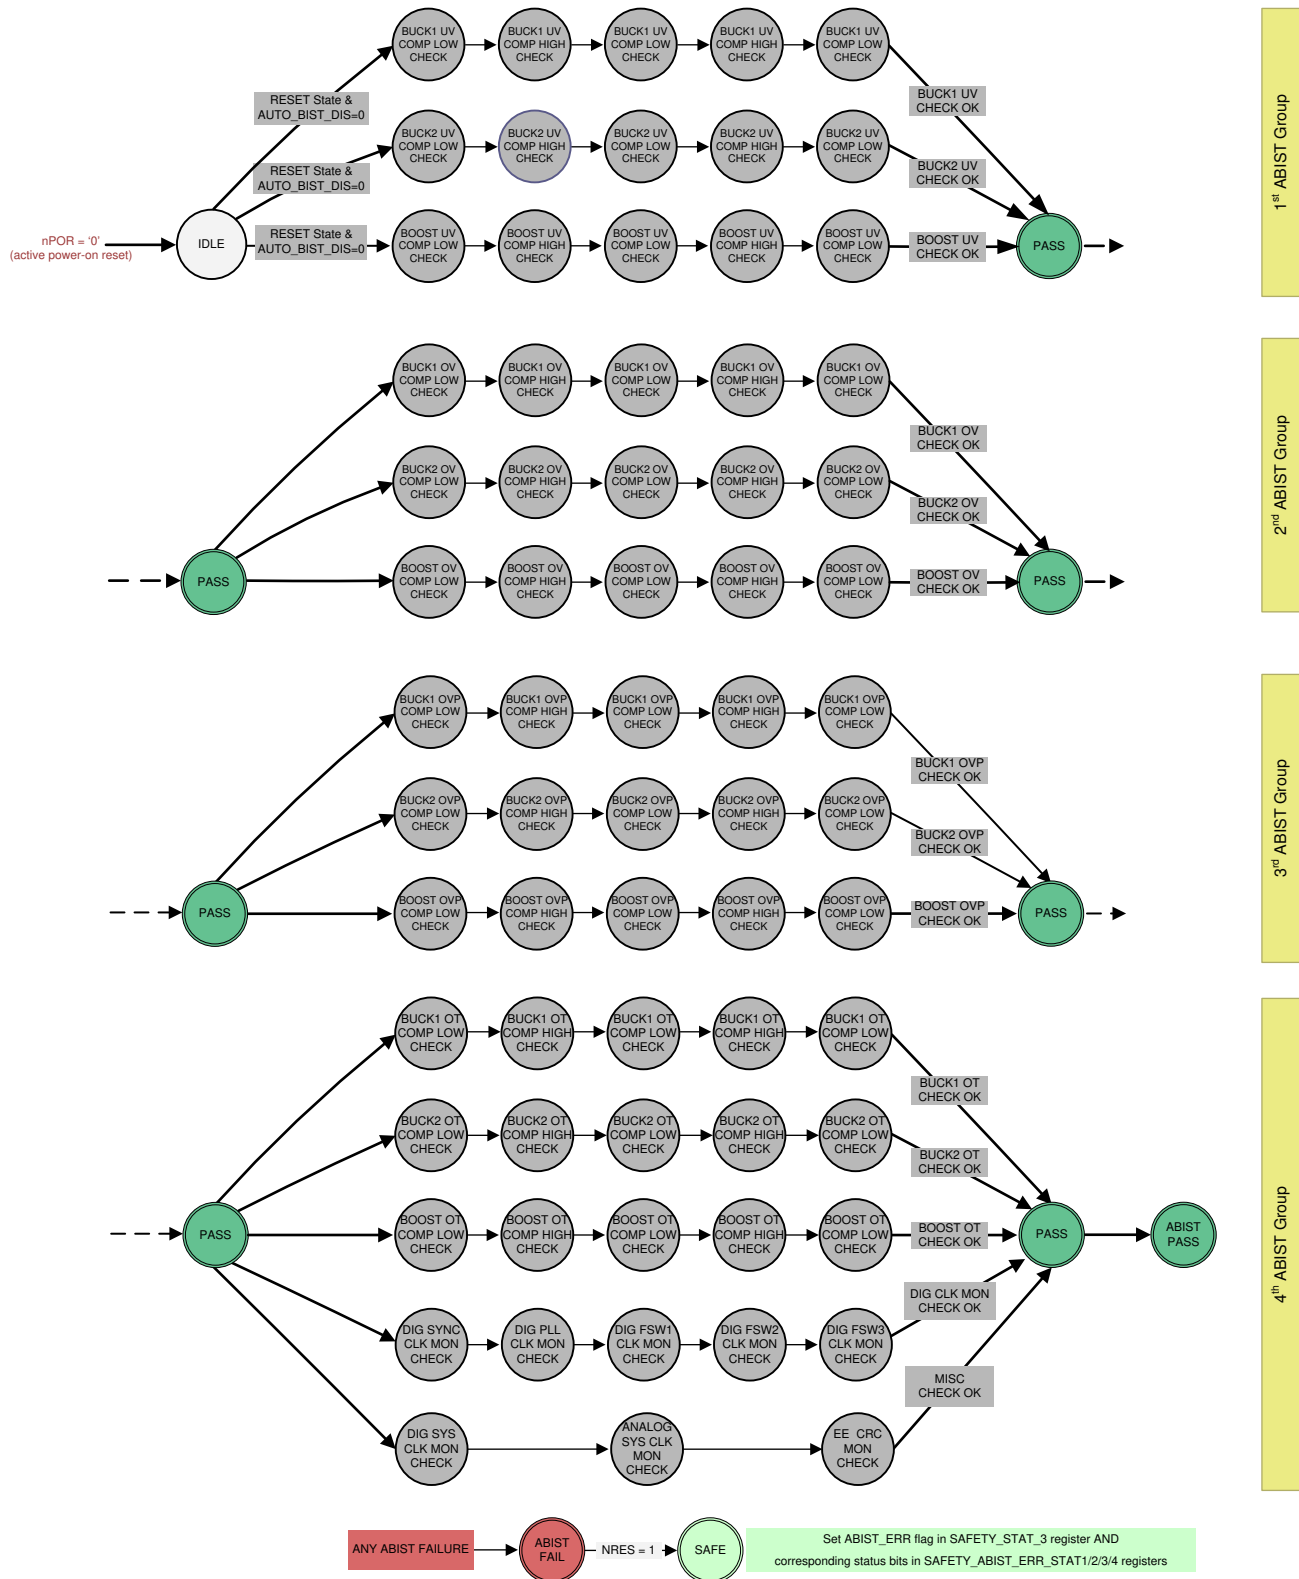 BUCK1 UV
COMP LOW
CHECK
BUCK1 UV
COMP HIGH
CHECK
BUCK1 UV
COMP LOW
CHECK
BUCK1 UV
COMP HIGH
CHECK
BUCK1 UV
COMP LOW
CHECK
RESET State &
AUTO_BIST_DIS=0
BUCK1 UV
CHECK OK
BUCK2 UV
COMP LOW
CHECK
BUCK2 UV
COMP HIGH
CHECK
BUCK2 UV
COMP LOW
CHECK
BUCK2 UV
COMP HIGH
CHECK
BUCK2 UV
COMP LOW
CHECK
RESET State &
AUTO_BIST_DIS=0
BUCK2 UV
CHECK OK
nPOR = '0'
(active power-on reset)
IDLE
RESET State &
AUTO_BIST_DIS=0
BOOST UV
COMP LOW
CHECK
BOOST UV
COMP HIGH
CHECK
BOOST UV
COMP LOW
CHECK
BOOST UV
COMP HIGH
CHECK
BOOST UV
COMP LOW
CHECK
BOOST UV
CHECK OK
PASS
1st ABIST Group
BUCK1 OV
COMP LOW
CHECK
BUCK1 OV
COMP HIGH
CHECK
BUCK1 OV
COMP LOW
CHECK
BUCK1 OV
COMP HIGH
CHECK
BUCK1 OV
COMP LOW
CHECK
BUCK1 OV
CHECK OK
BUCK2 OV
COMP LOW
CHECK
BUCK2 OV
COMP HIGH
CHECK
BUCK2 OV
COMP LOW
CHECK
BUCK2 OV
COMP HIGH
CHECK
BUCK2 OV
COMP LOW
CHECK
BUCK2 OV
CHECK OK
PASS
BOOST OV
COMP LOW
CHECK
BOOST OV
COMP HIGH
CHECK
BOOST OV
COMP LOW
CHECK
BOOST OV
COMP HIGH
CHECK
BOOST OV
COMP LOW
CHECK
BOOST OV
CHECK OK
PASS
2nd ABIST Group
BUCK1 OVP
COMP LOW
CHECK
BUCK1 OVP
COMP HIGH
CHECK
BUCK1 OVP
COMP LOW
CHECK
BUCK1 OVP
COMP HIGH
CHECK
BUCK1 OVP
COMP LOW
CHECK
BUCK1 OVP
CHECK OK
BUCK2 OVP
COMP LOW
CHECK
BUCK2 OVP
COMP HIGH
CHECK
BUCK2 OVP
COMP LOW
CHECK
BUCK2 OVP
COMP HIGH
CHECK
BUCK2 OVP
COMP LOW
CHECK
BUCK2 OVP
CHECK OK
PASS
BOOST OVP
COMP LOW
CHECK
BOOST OVP
COMP HIGH
CHECK
BOOST OVP
COMP LOW
CHECK
BOOST OVP
COMP HIGH
CHECK
BOOST OVP
COMP LOW
CHECK
BOOST OVP
CHECK OK
PASS
3rd ABIST Group
BUCK1 OT
COMP LOW
CHECK
BUCK1 OT
COMP HIGH
CHECK
BUCK1 OT
COMP LOW
CHECK
BUCK1 OT
COMP HIGH
CHECK
BUCK1 OT
COMP LOW
CHECK
BUCK1 OT
CHECK OK
BUCK2 OT
COMP LOW
CHECK
BUCK2 OT
COMP HIGH
CHECK
BUCK2 OT
COMP LOW
CHECK
BUCK2 OT
COMP HIGH
CHECK
BUCK2 OT
COMP LOW
CHECK
BUCK2 OT
CHECK OK
PASS
BOOST OT
COMP LOW
CHECK
BOOST OT
COMP HIGH
CHECK
BOOST OT
COMP LOW
CHECK
BOOST OT
COMP HIGH
CHECK
BOOST OT
COMP LOW
CHECK
BOOST OT
CHECK OK
PASS
ABIST
PASS
DIG SYNC
CLK MON
CHECK
DIG PLL
CLK MON
CHECK
DIG FSW1
CLK MON
CHECK
DIG FSW2
CLK MON
CHECK
DIG FSW3
CLK MON
CHECK
DIG CLK MON
CHECK OK
DIG SYS
CLK MON
CHECK
ANALOG
SYS CLK
MON
CHECK
EE CRC
MON
CHECK
MISC
CHECK OK
4th ABIST Group
ANY ABIST FAILURE
ABIST
FAIL
NRES = 1
SAFE
Set ABIST_ERR flag in SAFETY_STAT_3 register AND
corresponding status bits in SAFETY_ABIST_ERR_STAT1/2/3/4 registers